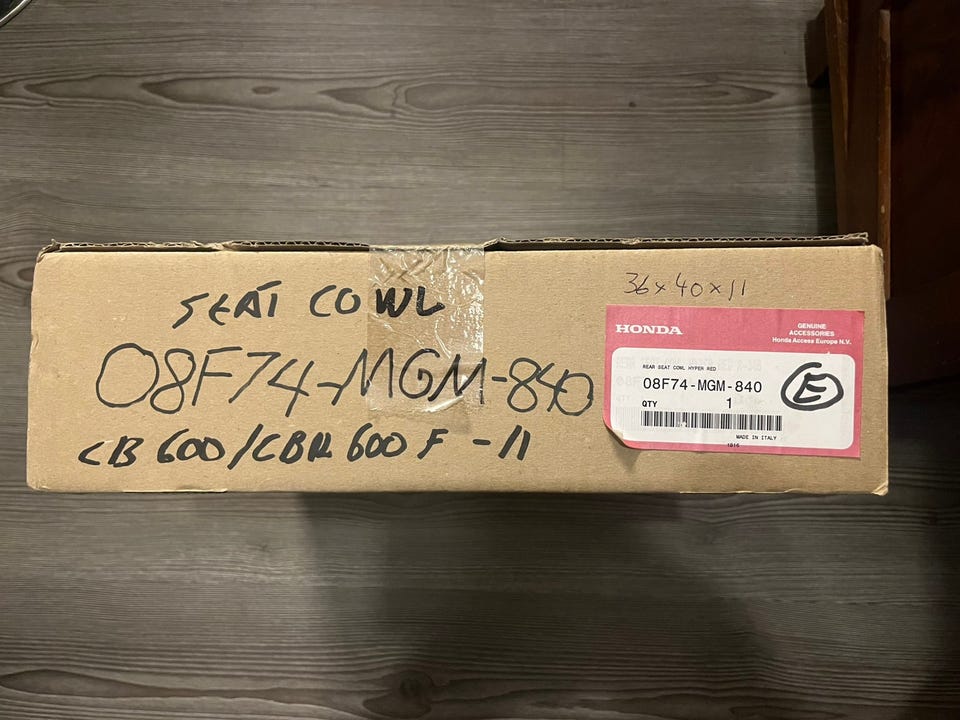 SEAT COWL
08F74-MGM-840
CB 600/CBR 600 F -11
36x40x11
HONDA
GENUINE
ACCESSORIES
Honda Access Europe N.V.
REAR SEAT COWL HYPER RED
08F74-MGM-840
QTY 1
E
MADE IN ITALY